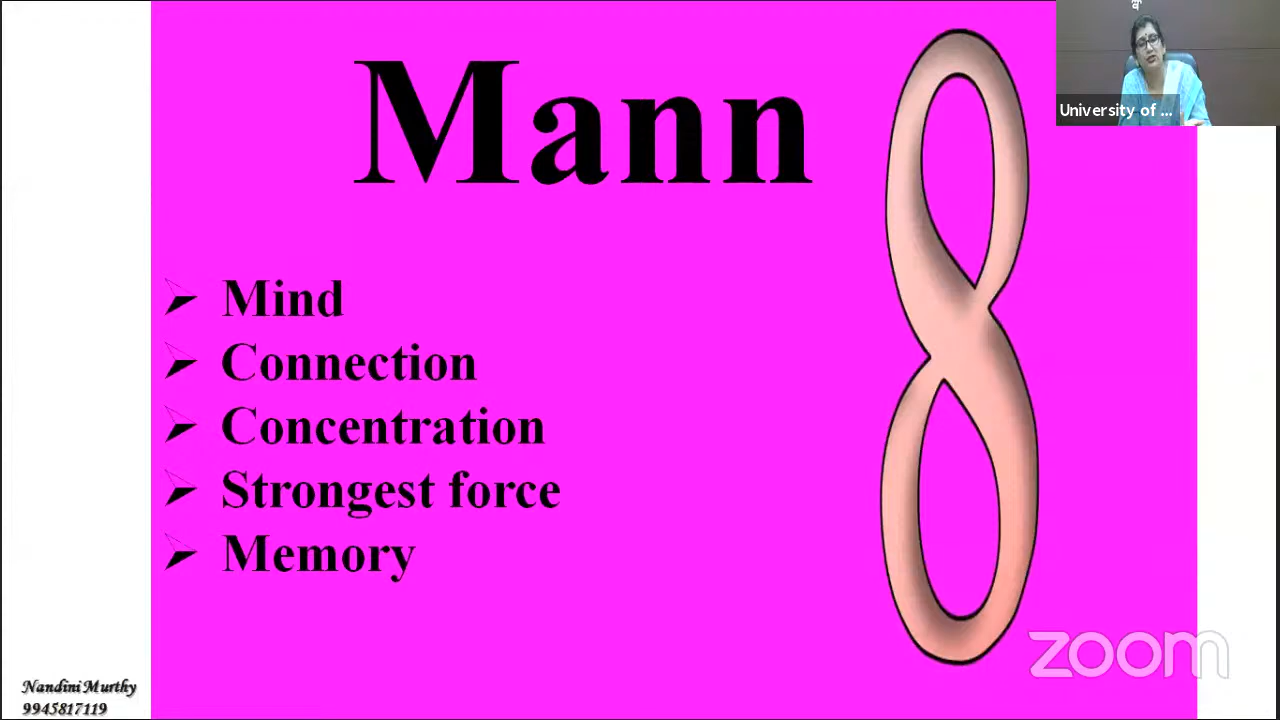 Mann
University of ...
Mind
Connection
Concentration
Strongest force
Memory
zoom
Nandini Murthy
9945817119